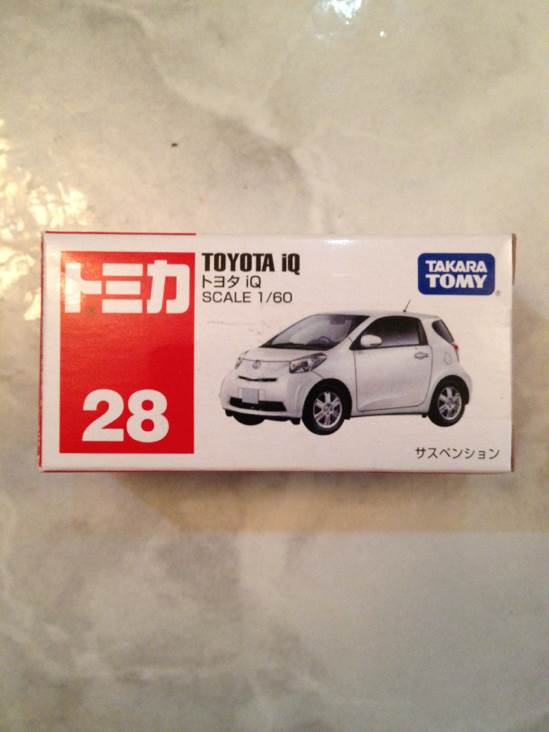 トミカ
28
TOYOTA iQ
トヨタ iQ
SCALE 1/60
TAKARA
TOMY
サスペンション